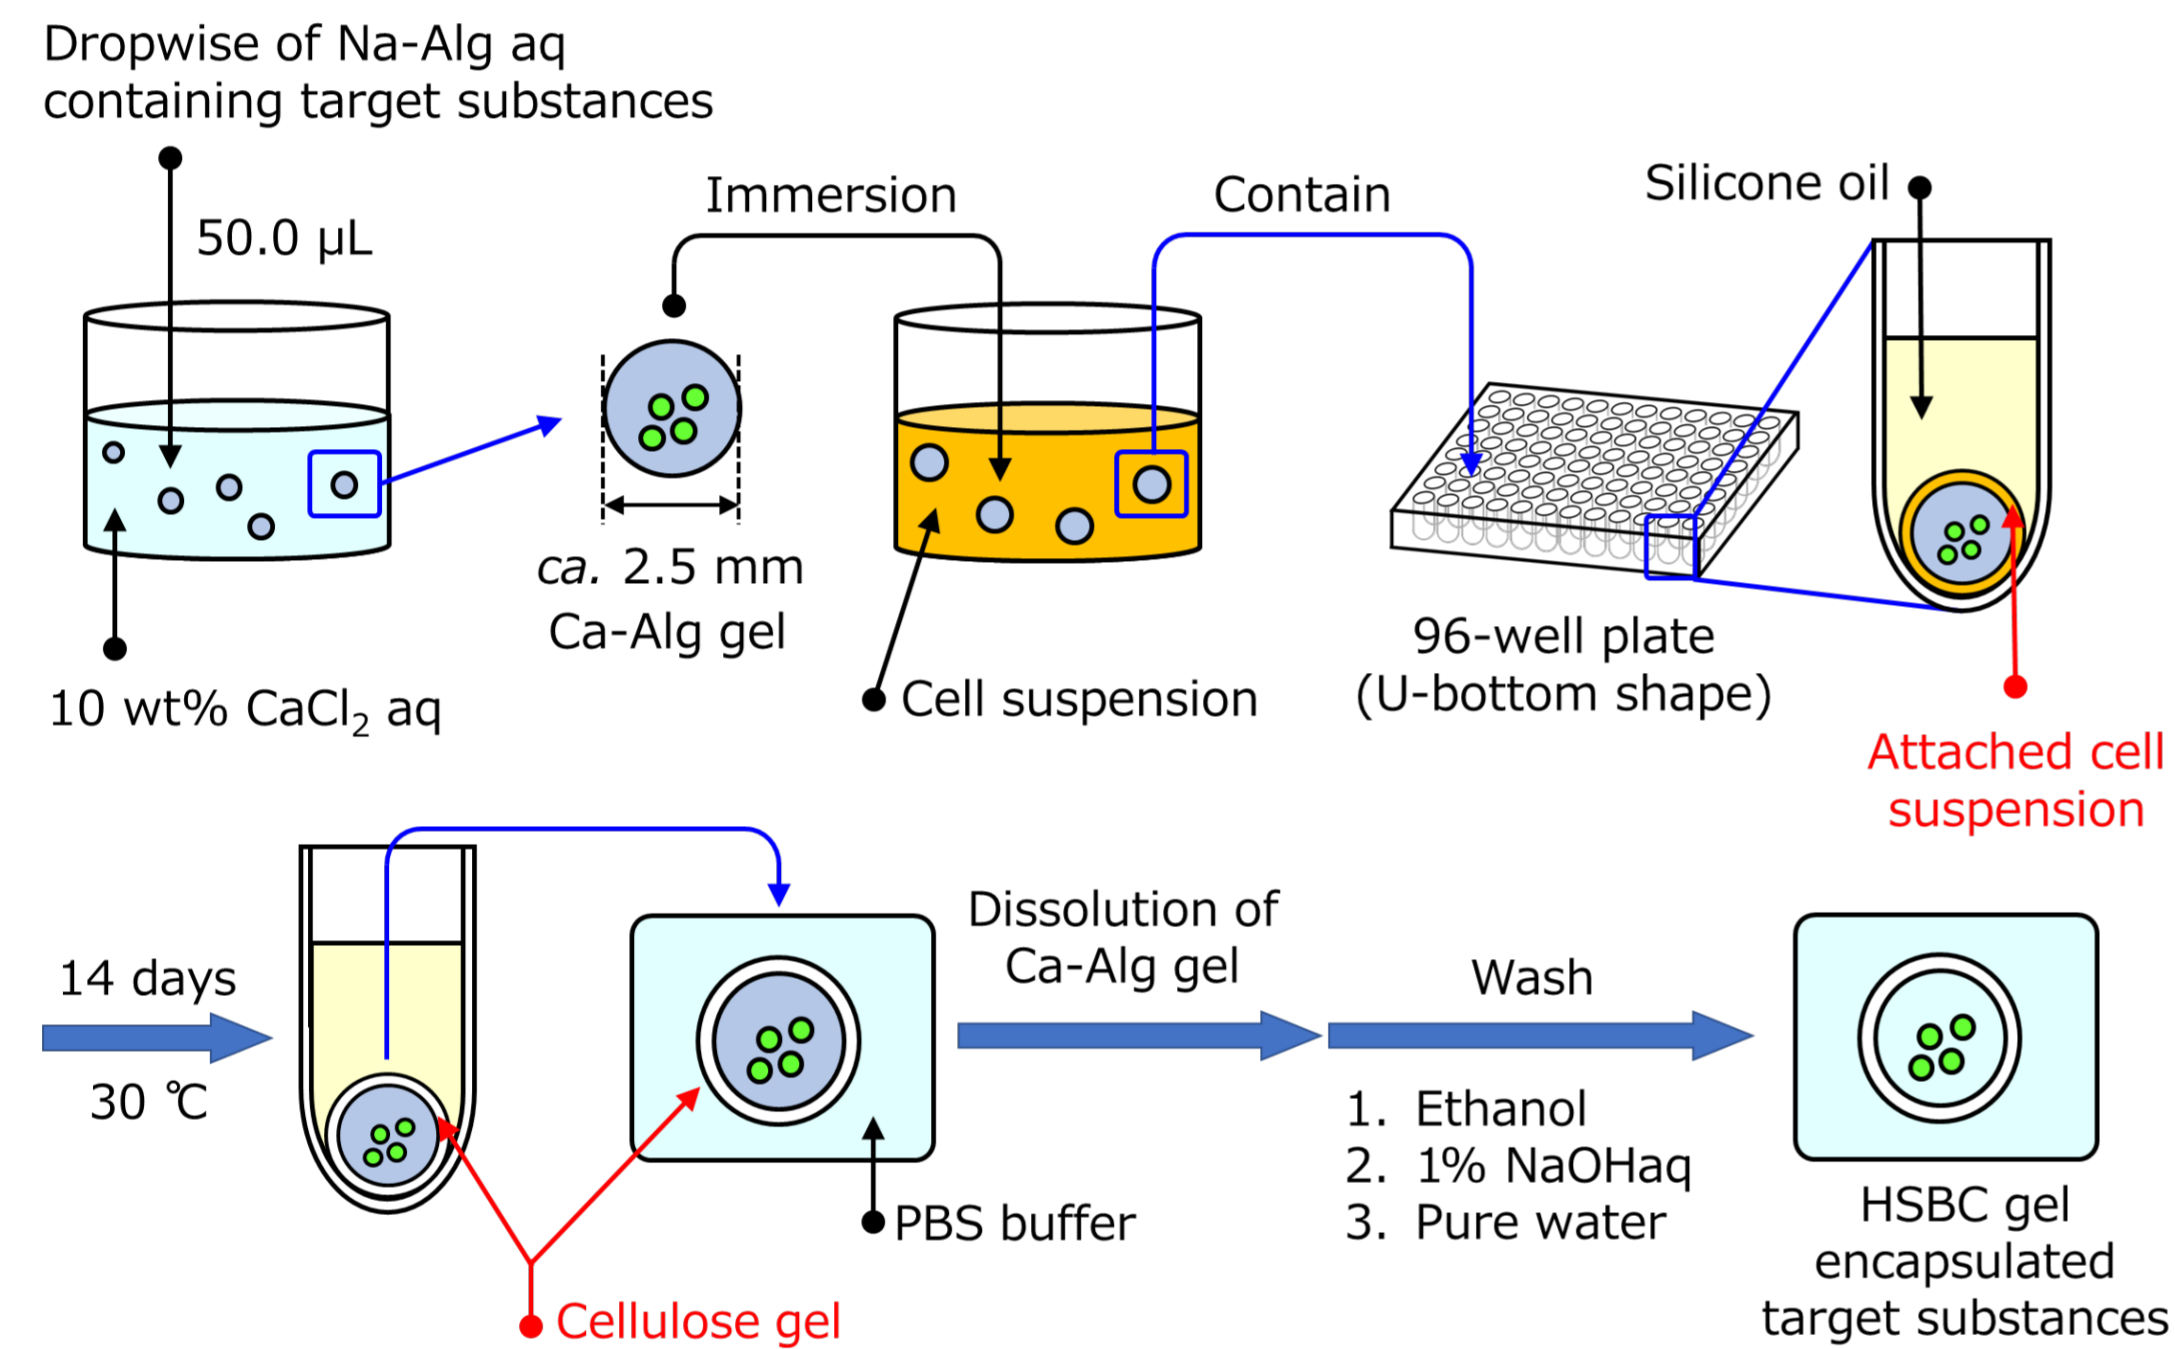 Dropwise of Na-Alg aq
containing target substances
50.0 µL
10 wt% CaCl₂ aq
ca. 2.5 mm
Ca-Alg gel
Immersion
Cell suspension
Contain
96-well plate
(U-bottom shape)
Silicone oil
Attached cell
suspension
14 days
30 ℃
Cellulose gel
PBS buffer
Dissolution of
Ca-Alg gel
Wash
1. Ethanol
2. 1% NaOHaq
3. Pure water
HSBC gel
encapsulated
target substances